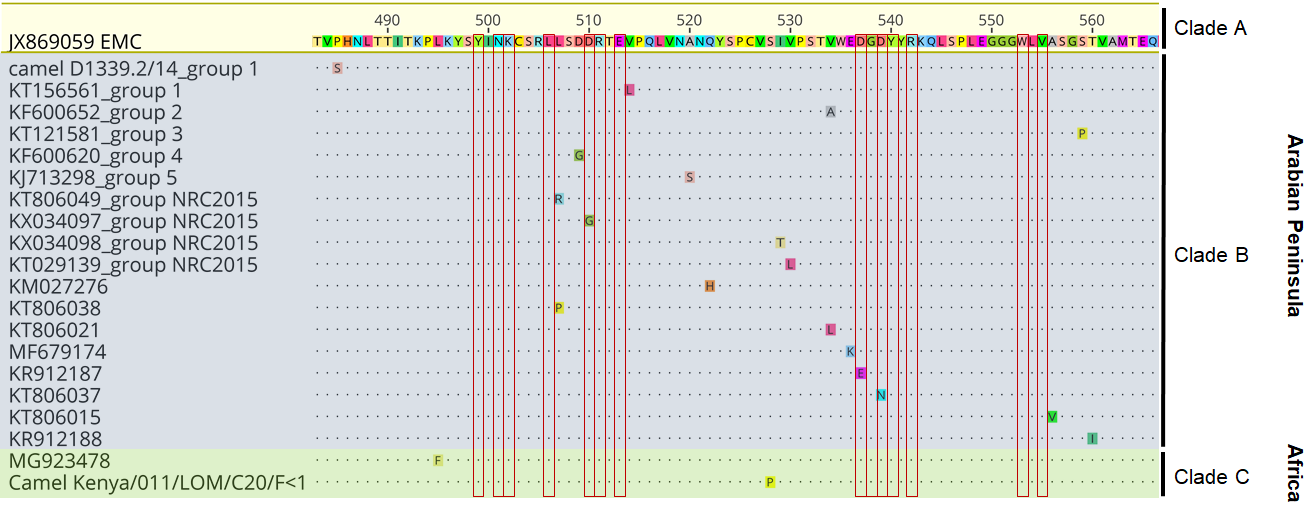 490 500 510 520 530 540 550 560
JX869059 EMC TVPHNLTTITKPLKYSYINKCSRLLSDDRTEVPQLVNANQYSPCVSIVPSTVWEDGDYYRKQLSPLEGGGWLVASGSTVAMTEQ Clade A
camel D1339.2/14_group 1 S
KT156561_group 1 L
KF600652_group 2 A
KT121581_group 3 P
KF600620_group 4 G
KJ713298_group 5 S
KT806049_group NRC2015 R
KX034097_group NRC2015 G
KX034098_group NRC2015 T
KT029139_group NRC2015 L
KM027276 H
KT806038 P
KT806021 L
MF679174 K
KR912187 E
KT806037 N
KT806015 V
KR912188 I
Clade B
Arabian Peninsula
MG923478 F
Camel Kenya/011/LOM/C20/F<1 P
Clade C
Africa